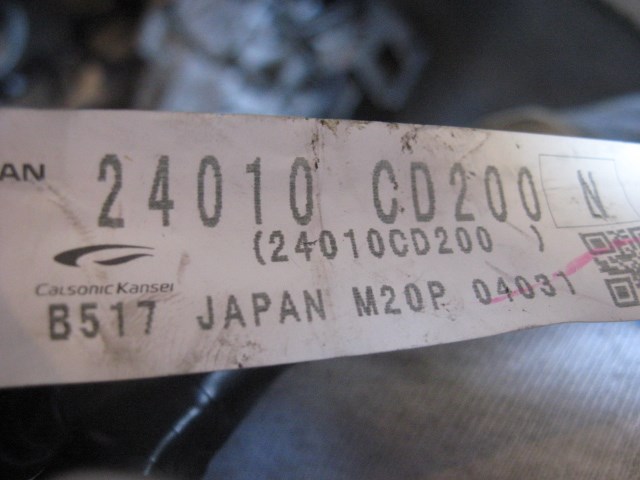 AN 24010 CD200 N
(24010CD200 )
Calsonic Kansei
B517 JAPAN M20P 04031